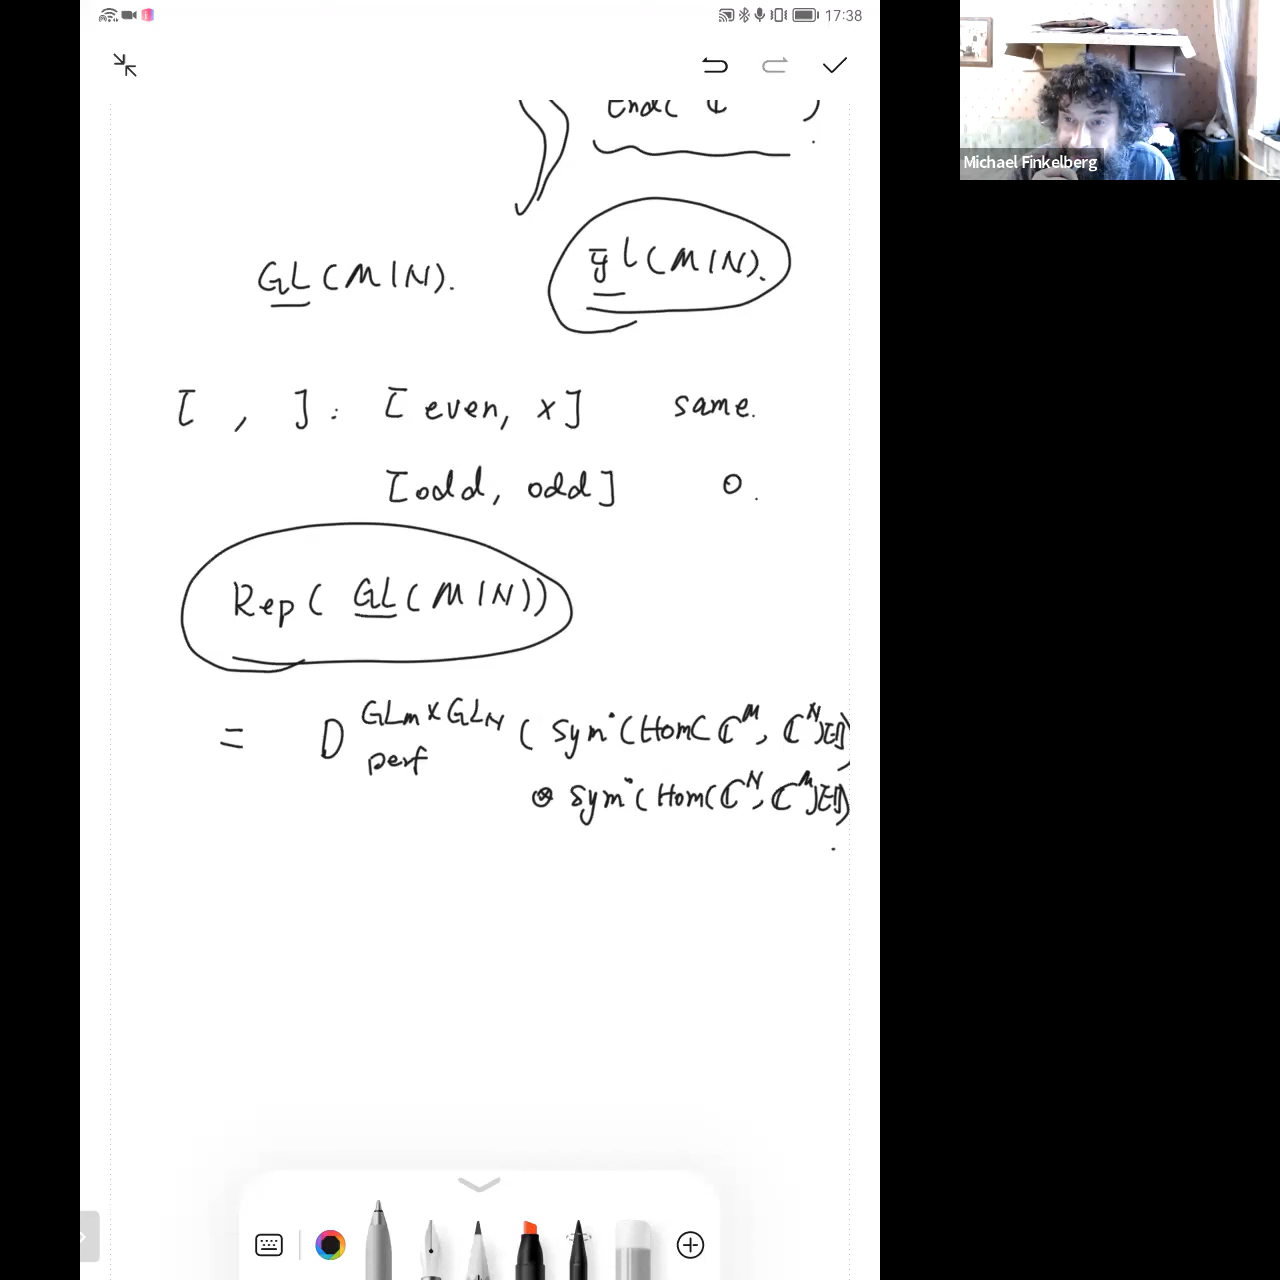 17:38
End( ℂ )
GL(M|N). gl(M|N).
[ , ] : [even, x] same.
[odd, odd] 0.
Rep( GL(M|N))
= D^{GL_M×GL_N}_{perf} ( Sym^•(Hom(ℂ^M, ℂ^N)[-1])
⊗ Sym^•(Hom(ℂ^N, ℂ^M)[-1])
.
Michael Finkelberg